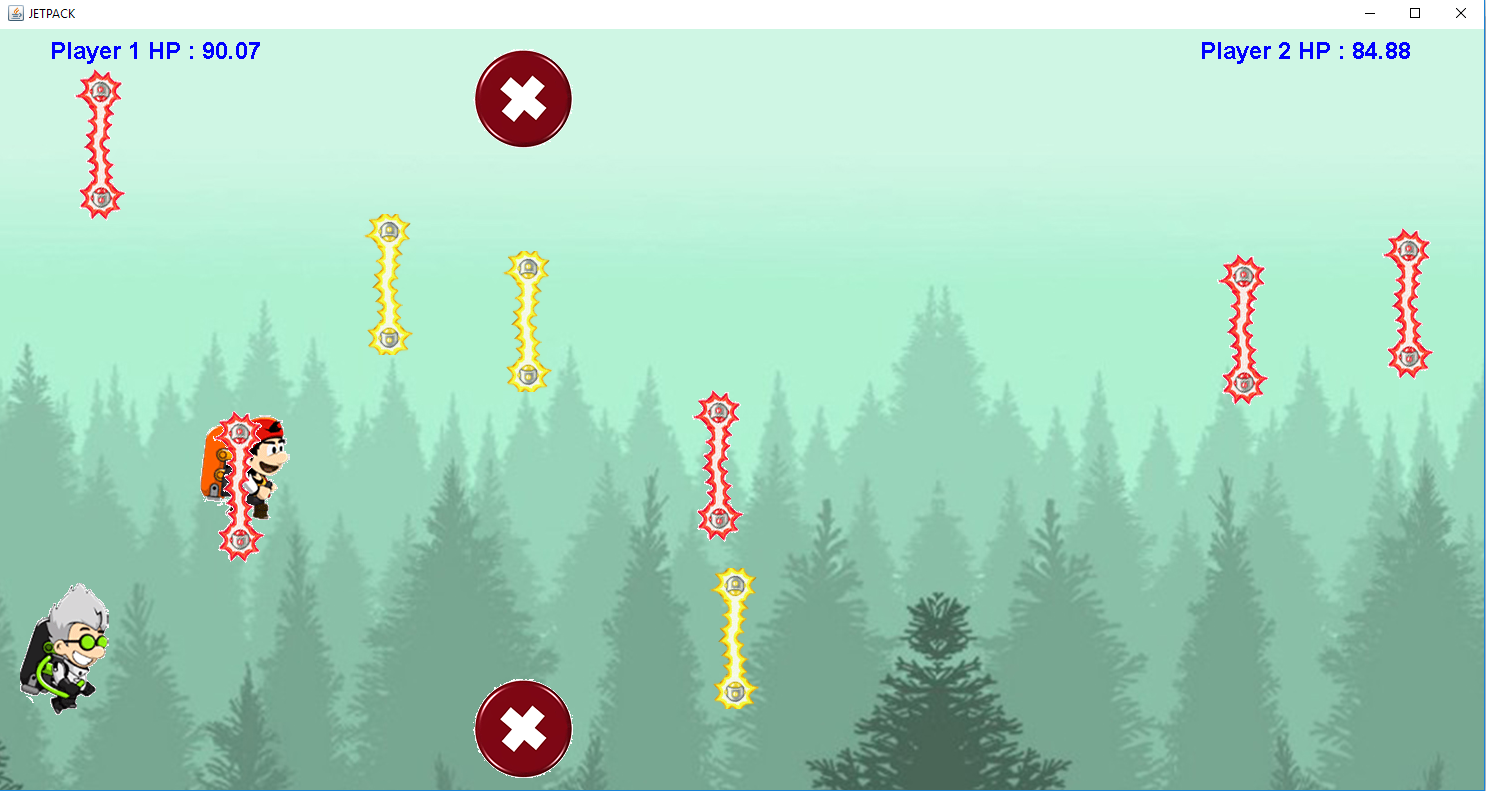 JETPACK
Player 1 HP : 90.07
Player 2 HP : 84.88